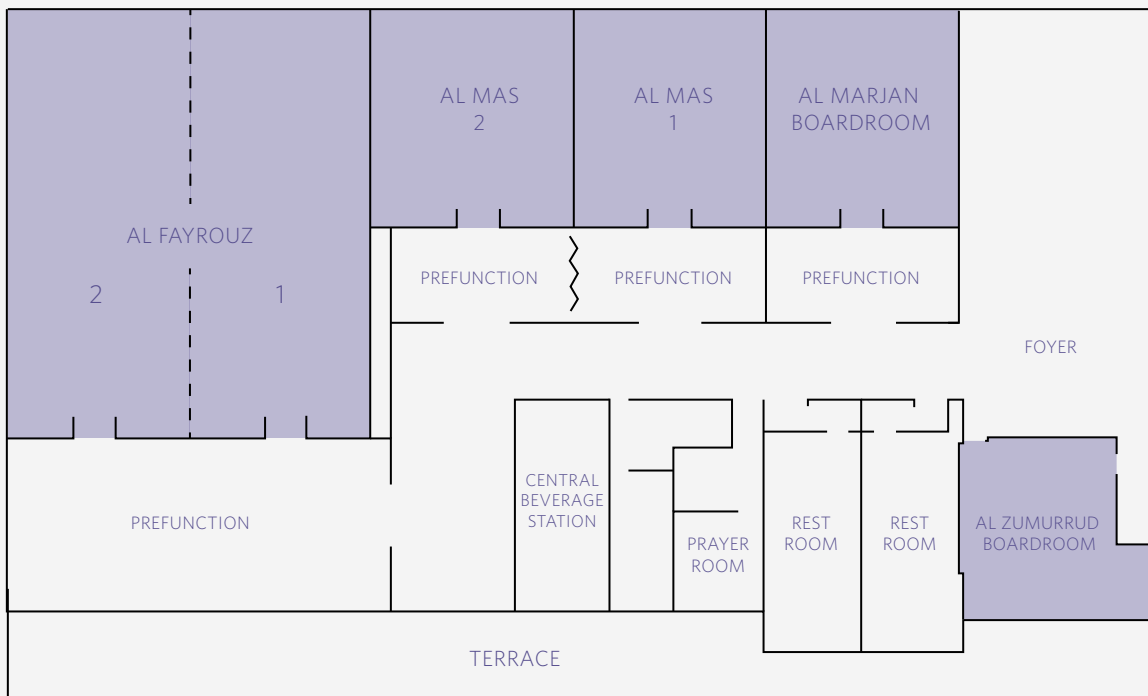 AL MAS
2
AL MAS
1
AL MARJAN
BOARDROOM
AL FAYROUZ
2
1
PREFUNCTION
PREFUNCTION
PREFUNCTION
FOYER
PREFUNCTION
CENTRAL
BEVERAGE
STATION
PRAYER
ROOM
REST
ROOM
REST
ROOM
AL ZUMURRUD
BOARDROOM
TERRACE